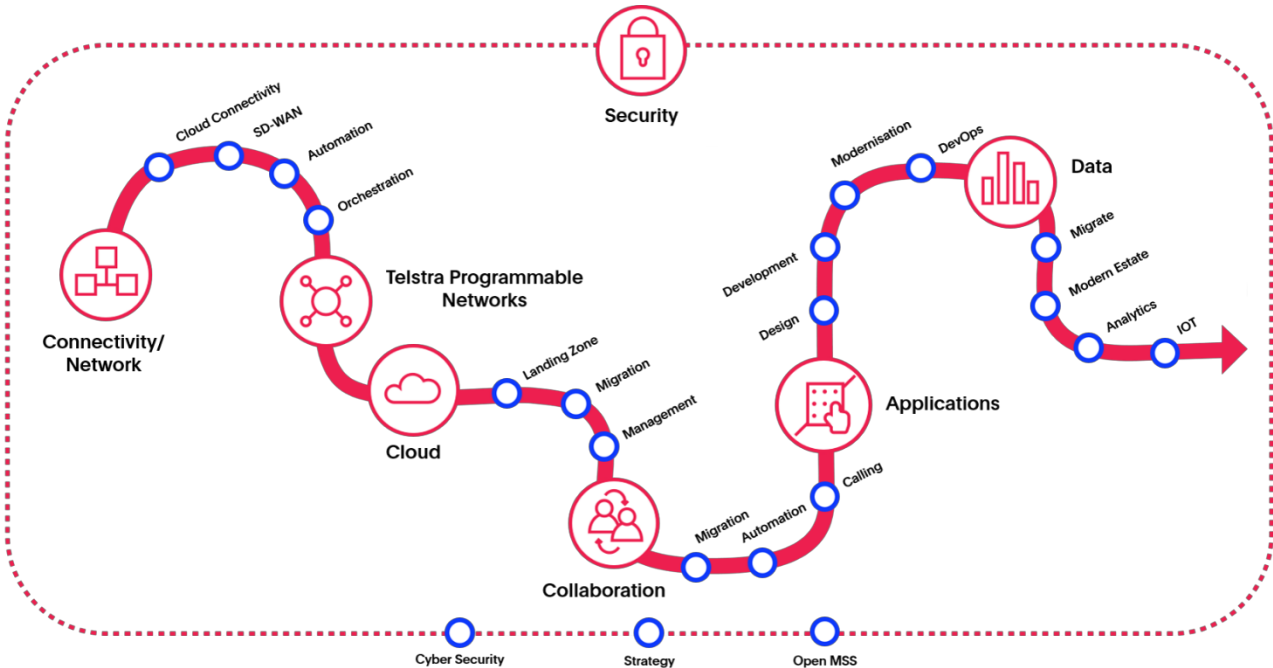 Security
Cloud Connectivity
SD-WAN
Automation
Orchestration
Connectivity/
Network
Telstra Programmable
Networks
Cloud
Landing Zone
Migration
Management
Collaboration
Migration
Automation
Calling
Applications
Design
Development
Modernisation
DevOps
Data
Migrate
Modern Estate
Analytics
IOT
Cyber Security
Strategy
Open MSS